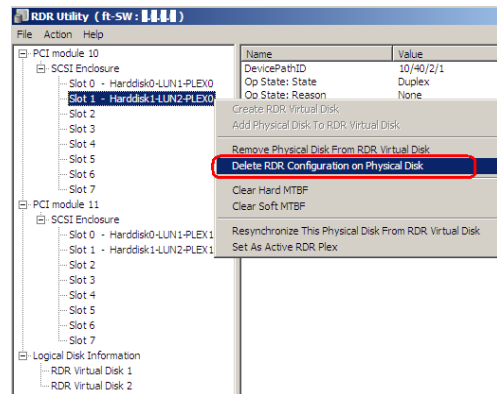 RDR Utility ( ft-SW : )
File Action Help
PCI module 10
SCSI Enclosure
Slot 0 - Harddisk0-LUN1-PLEX0
Slot 1 - Harddisk1-LUN2-PLEX0
Slot 2
Slot 3
Slot 4
Slot 5
Slot 6
Slot 7
PCI module 11
SCSI Enclosure
Slot 0 - Harddisk0-LUN1-PLEX1
Slot 1 - Harddisk1-LUN2-PLEX1
Slot 2
Slot 3
Slot 4
Slot 5
Slot 6
Slot 7
Logical Disk Information
RDR Virtual Disk 1
RDR Virtual Disk 2
Name Value
DevicePathID 10/40/2/1
Op State: State Duplex
Op State: Reason None
Create RDR Virtual Disk
Add Physical Disk To RDR Virtual Disk
Remove Physical Disk From RDR Virtual Disk
Delete RDR Configuration on Physical Disk
Clear Hard MTBF
Clear Soft MTBF
Resynchronize This Physical Disk From RDR Virtual Disk
Set As Active RDR Plex